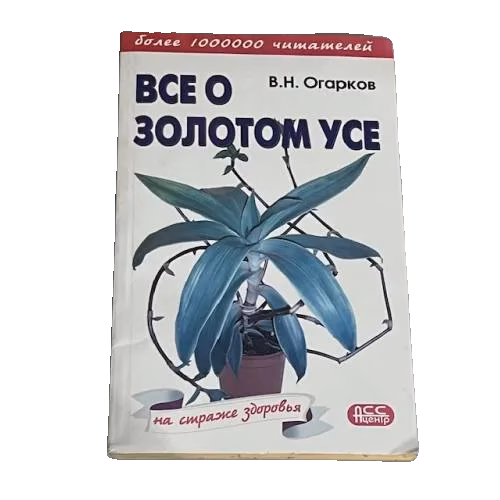 более 1000000 читателей
В.Н. Огарков
ВСЕ О
ЗОЛОТОМ УСЕ
на страже здоровья
АСС
центр